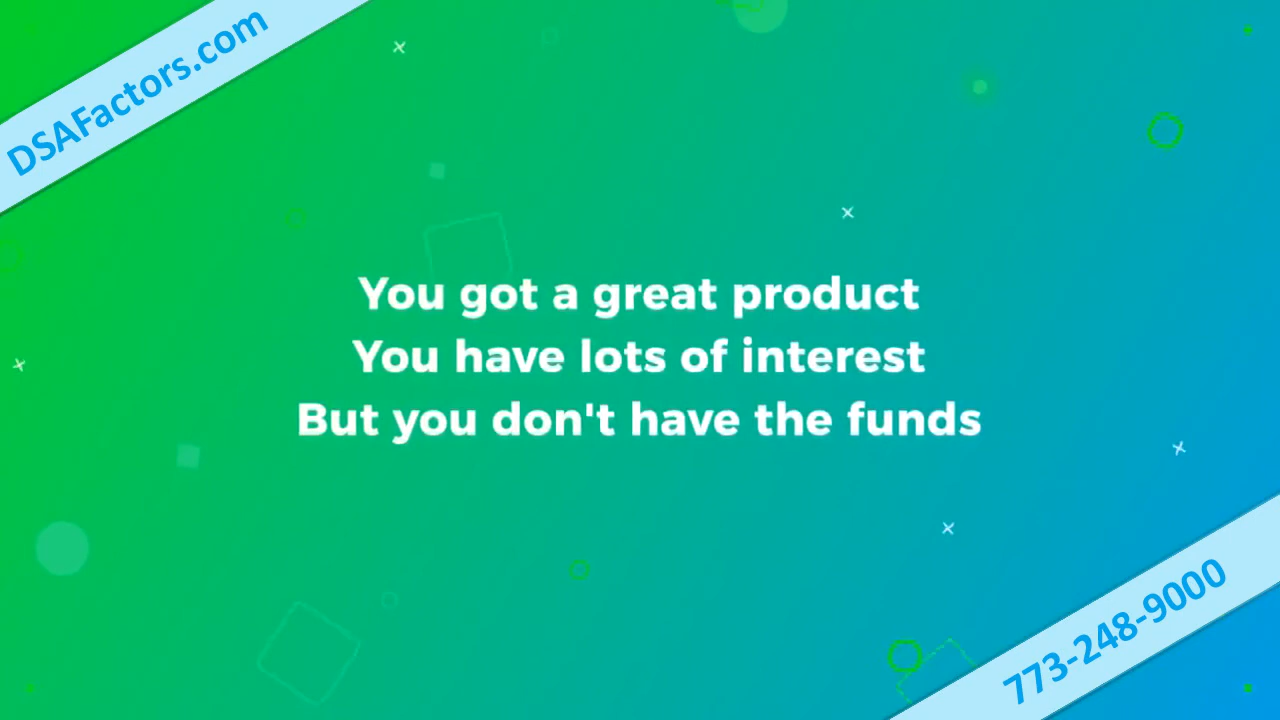 DSAFactors.com
You got a great product
You have lots of interest
But you don't have the funds
773-248-9000